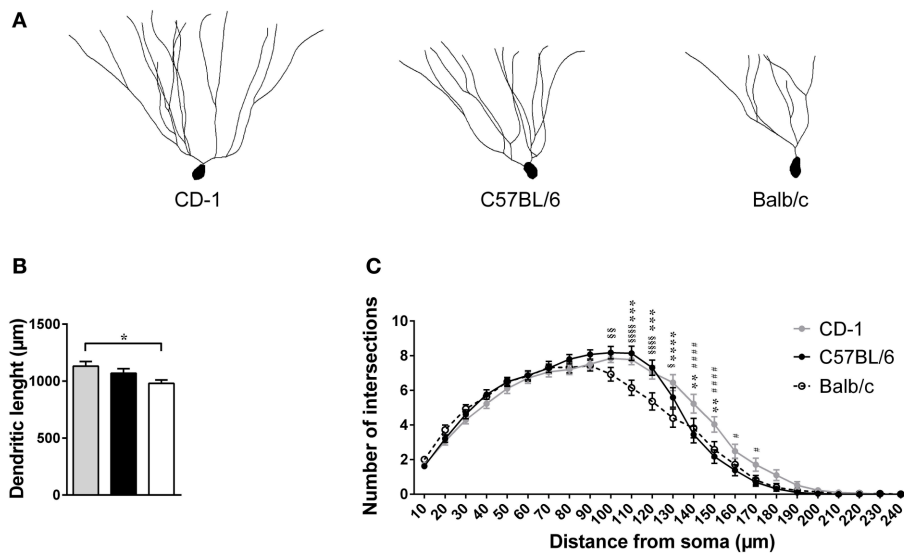 A
CD-1
C57BL/6
Balb/c
B
Dendritic lenght (µm)
1500
1000
500
0
*
C
Number of intersections
10
8
6
4
2
0
§§
§§§§ ***
§§§§ ***
§ ****
** ####
** ####
#
#
CD-1
C57BL/6
Balb/c
10 20 30 40 50 60 70 80 90 100 110 120 130 140 150 160 170 180 190 200 210 220 230 240
Distance from soma (µm)